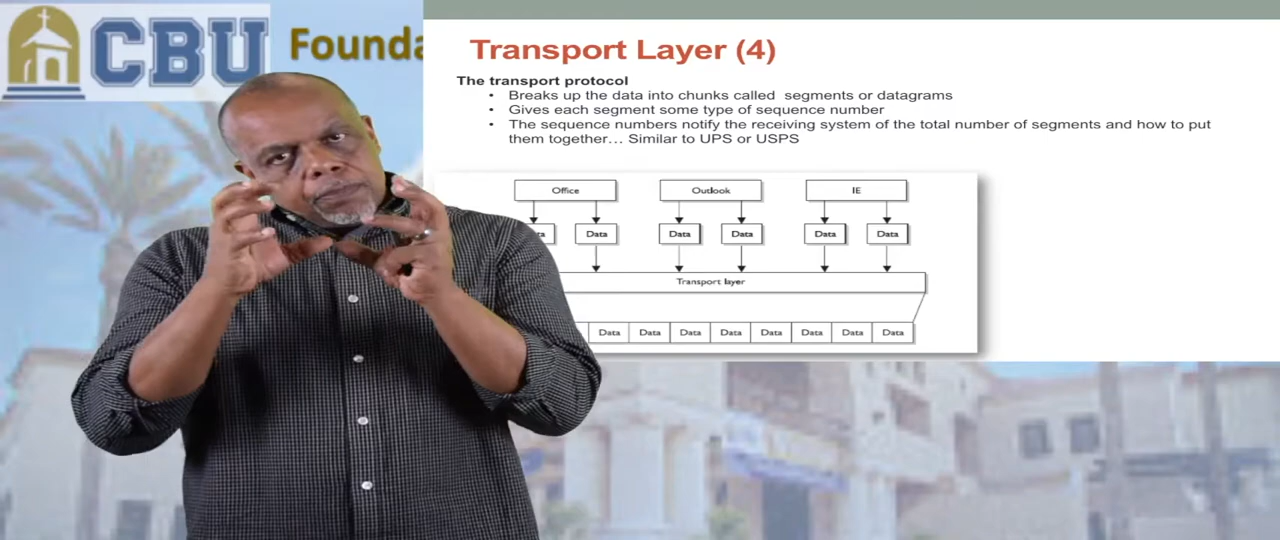 CBU
Founda
Transport Layer (4)
The transport protocol
• Breaks up the data into chunks called segments or datagrams
• Gives each segment some type of sequence number
• The sequence numbers notify the receiving system of the total number of segments and how to put
them together… Similar to UPS or USPS
Office Outlook IE
ta Data Data Data Data Data
Transport layer
Data Data Data Data Data Data Data Data